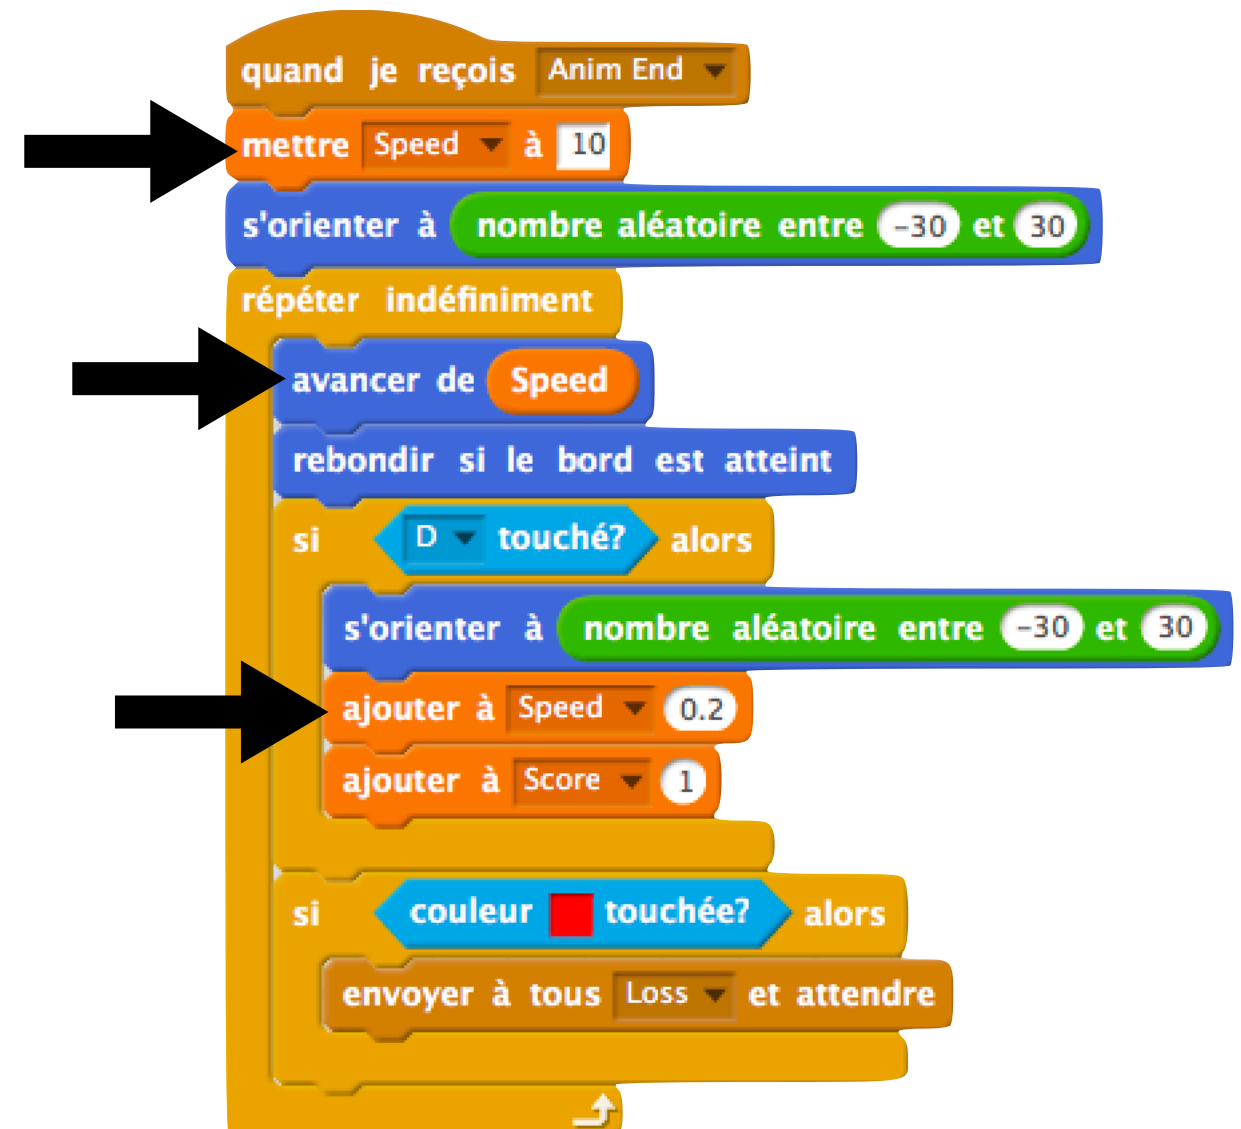 quand je reçois Anim End
mettre Speed à 10
s'orienter à nombre aléatoire entre -30 et 30
répéter indéfiniment
avancer de Speed
rebondir si le bord est atteint
si D touché? alors
s'orienter à nombre aléatoire entre -30 et 30
ajouter à Speed 0.2
ajouter à Score 1
si couleur touchée? alors
envoyer à tous Loss et attendre